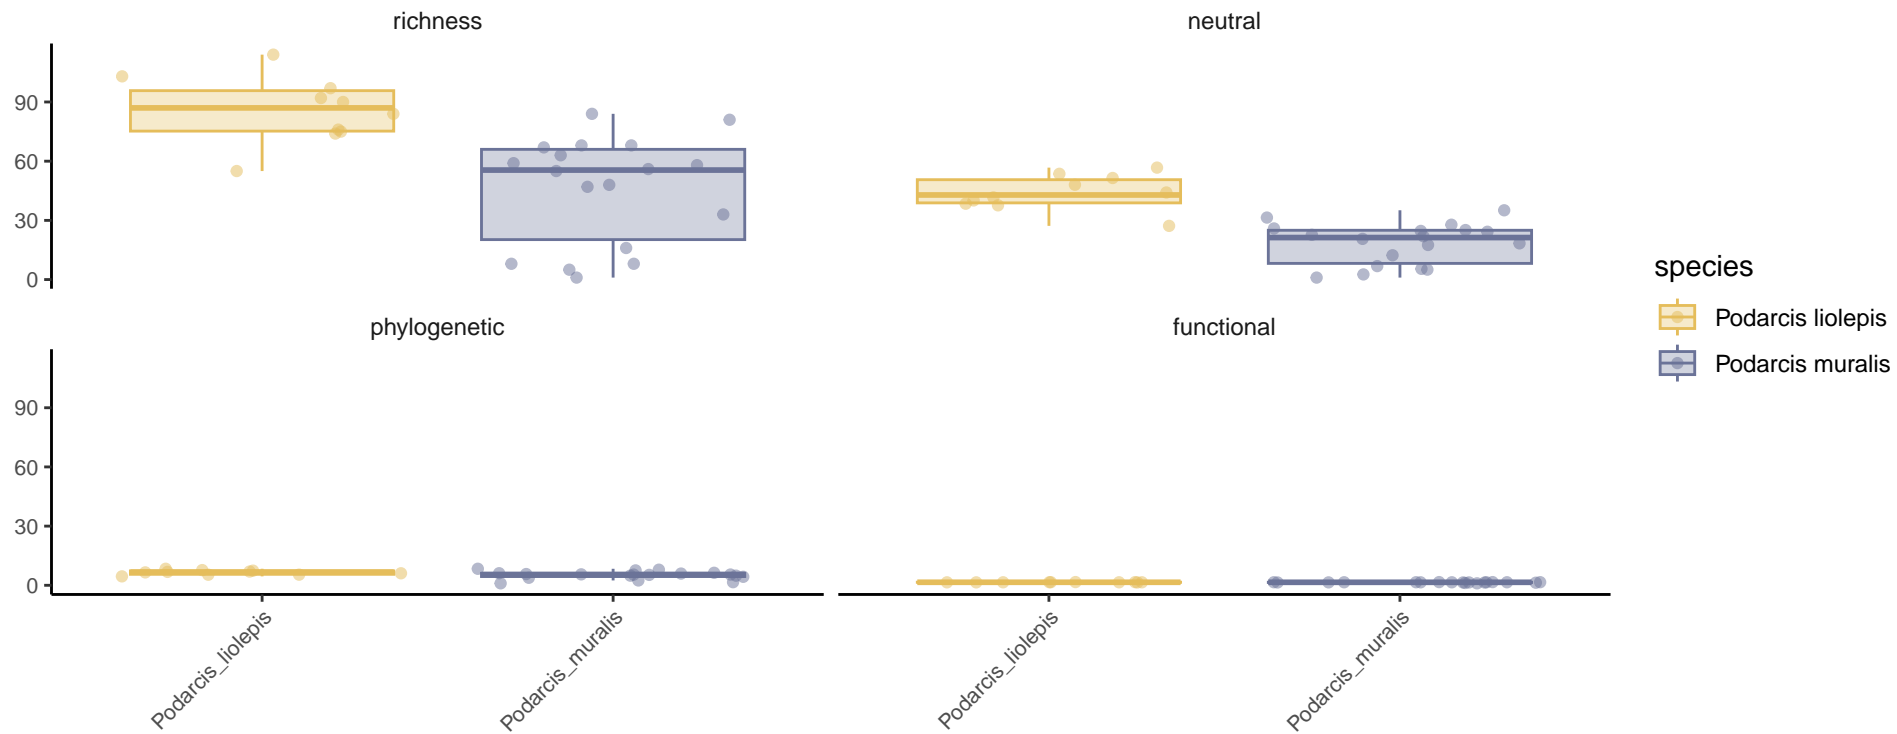 richness
neutral
90
60
30
0
phylogenetic
functional
90
60
30
0
Podarcis_liolepis
Podarcis_muralis
Podarcis_liolepis
Podarcis_muralis
species
Podarcis liolepis
Podarcis muralis